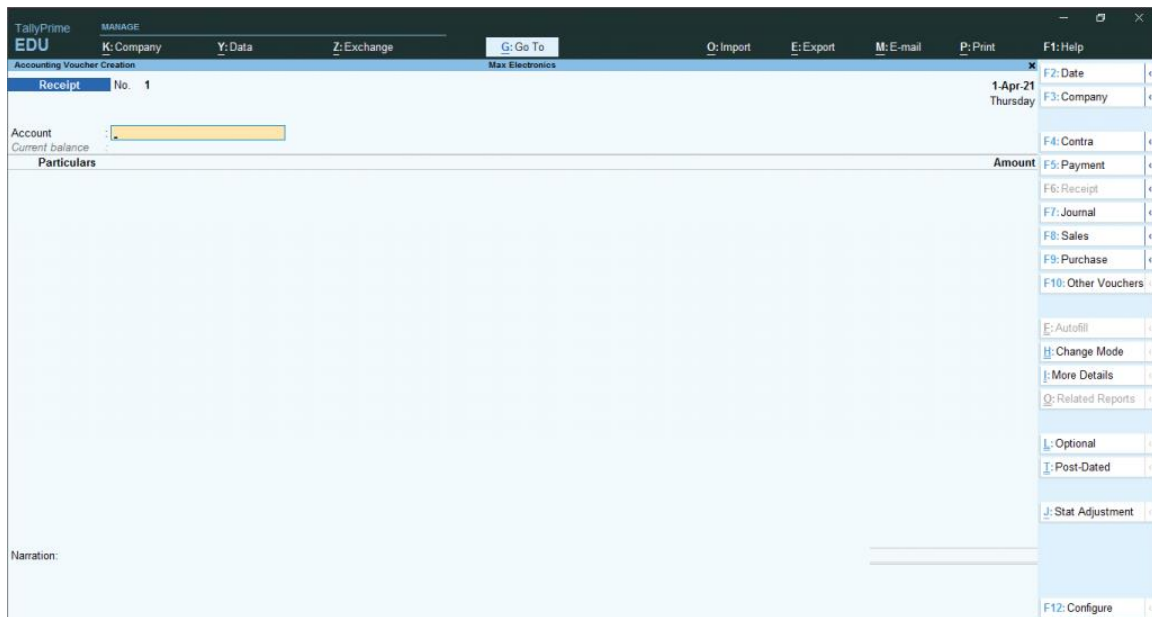 TallyPrime MANAGE
EDU K: Company Y: Data Z: Exchange G: Go To O: Import E: Export M: E-mail P: Print F1: Help
Accounting Voucher Creation Max Electronics x
Receipt No. 1 1-Apr-21
Thursday
Account :
Current balance :
Particulars Amount
Narration:
F2: Date
F3: Company
F4: Contra
F5: Payment
F6: Receipt
F7: Journal
F8: Sales
F9: Purchase
F10: Other Vouchers
E: Autofill
H: Change Mode
I: More Details
O: Related Reports
L: Optional
T: Post-Dated
J: Stat Adjustment
F12: Configure